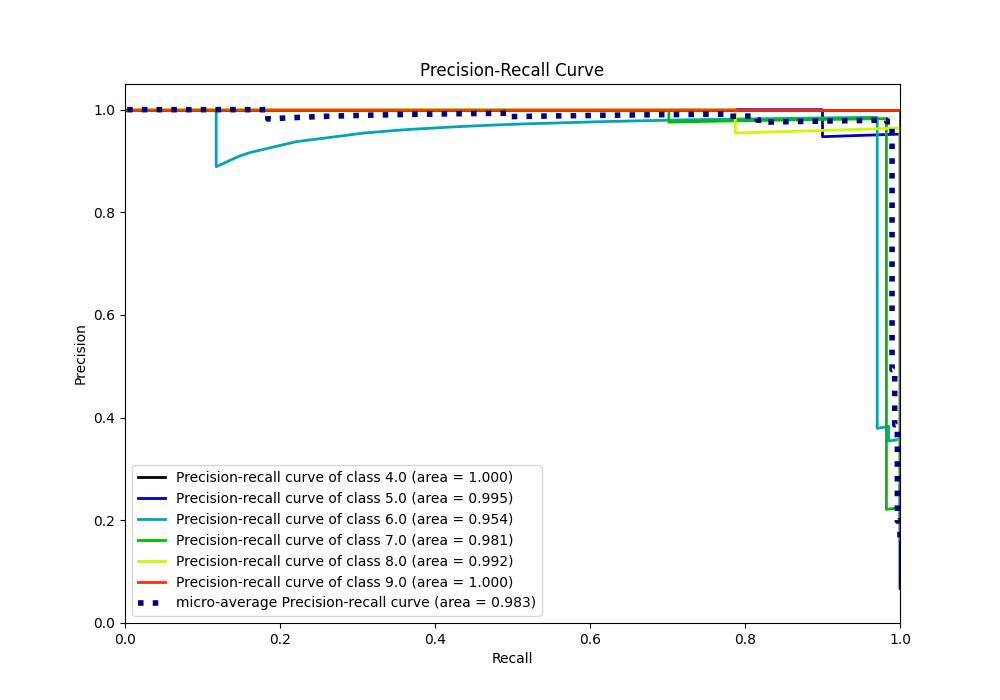 Precision-Recall Curve
1.0
0.8
0.6
0.4
0.2
0.0
Precision
Precision-recall curve of class 4.0 (area = 1.000)
Precision-recall curve of class 5.0 (area = 0.995)
Precision-recall curve of class 6.0 (area = 0.954)
Precision-recall curve of class 7.0 (area = 0.981)
Precision-recall curve of class 8.0 (area = 0.992)
Precision-recall curve of class 9.0 (area = 1.000)
micro-average Precision-recall curve (area = 0.983)
0.0 0.2 0.4 0.6 0.8 1.0
Recall